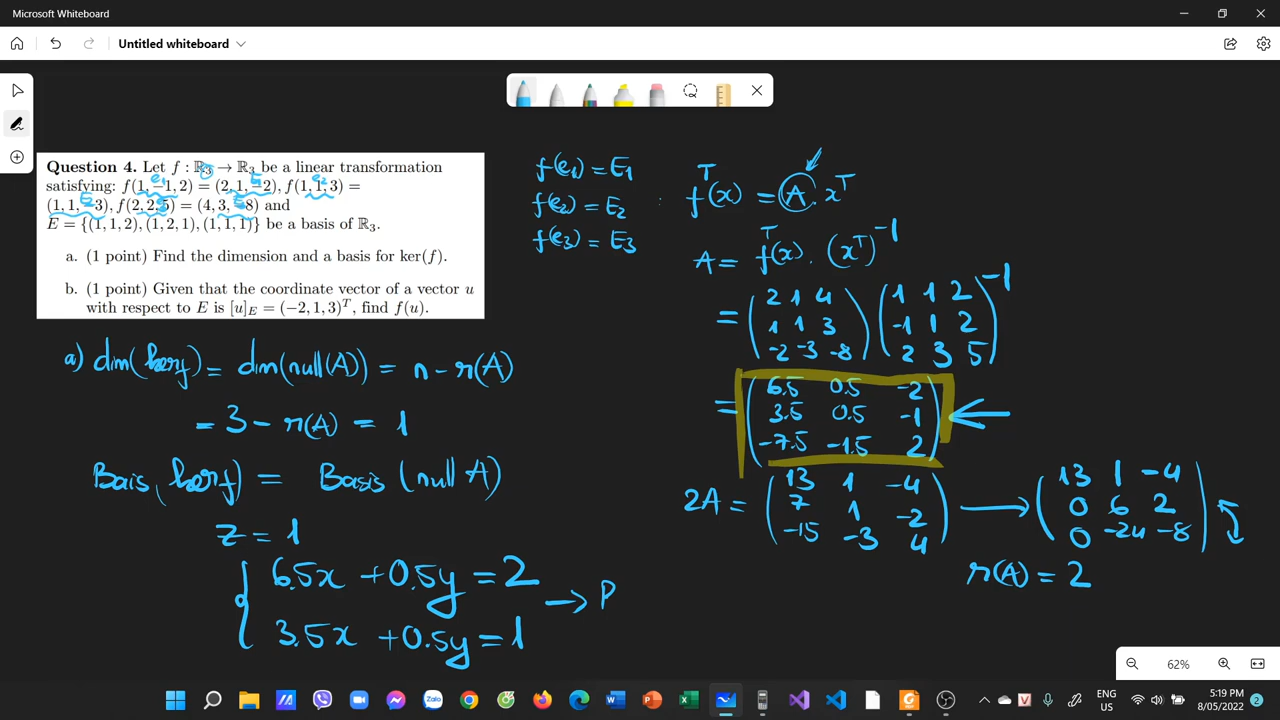 Microsoft Whiteboard
Untitled whiteboard
Question 4. Let f : ℝ₃ → ℝ₃ be a linear transformation
satisfying: f(1, −1, 2) = (2, 1, −2), f(1, 1, 3) =
(1, 1, −3), f(2, 2, 5) = (4, 3, −8) and
E = {(1, 1, 2), (1, 2, 1), (1, 1, 1)} be a basis of ℝ₃.
a. (1 point) Find the dimension and a basis for ker(f).
b. (1 point) Given that the coordinate vector of a vector u
with respect to E is [u]E = (−2, 1, 3)ᵀ, find f(u).
f(e1) = E1
f(e2) = E2
f(e3) = E3
fᵀ(x) = A . xᵀ
A = fᵀ(x) . (xᵀ)⁻¹
= (2 1 4
1 1 3
-2 -3 -8) (1 1 2
-1 1 2
2 3 5)⁻¹
= (6.5 0.5 -2
3.5 0.5 -1
-7.5 -1.5 2)
2A = (13 1 -4
7 1 -2
-15 -3 4) → (13 1 -4
0 6 2
0 -24 -8)
r(A) = 2
a) dim(kerf) = dim(null(A)) = n - r(A)
= 3 - r(A) = 1
Bais(kerf) = Basis(null A)
z = 1
6.5x + 0.5y = 2
3.5x + 0.5y = 1 → P
62%
ENG
US
5:19 PM
8/05/2022